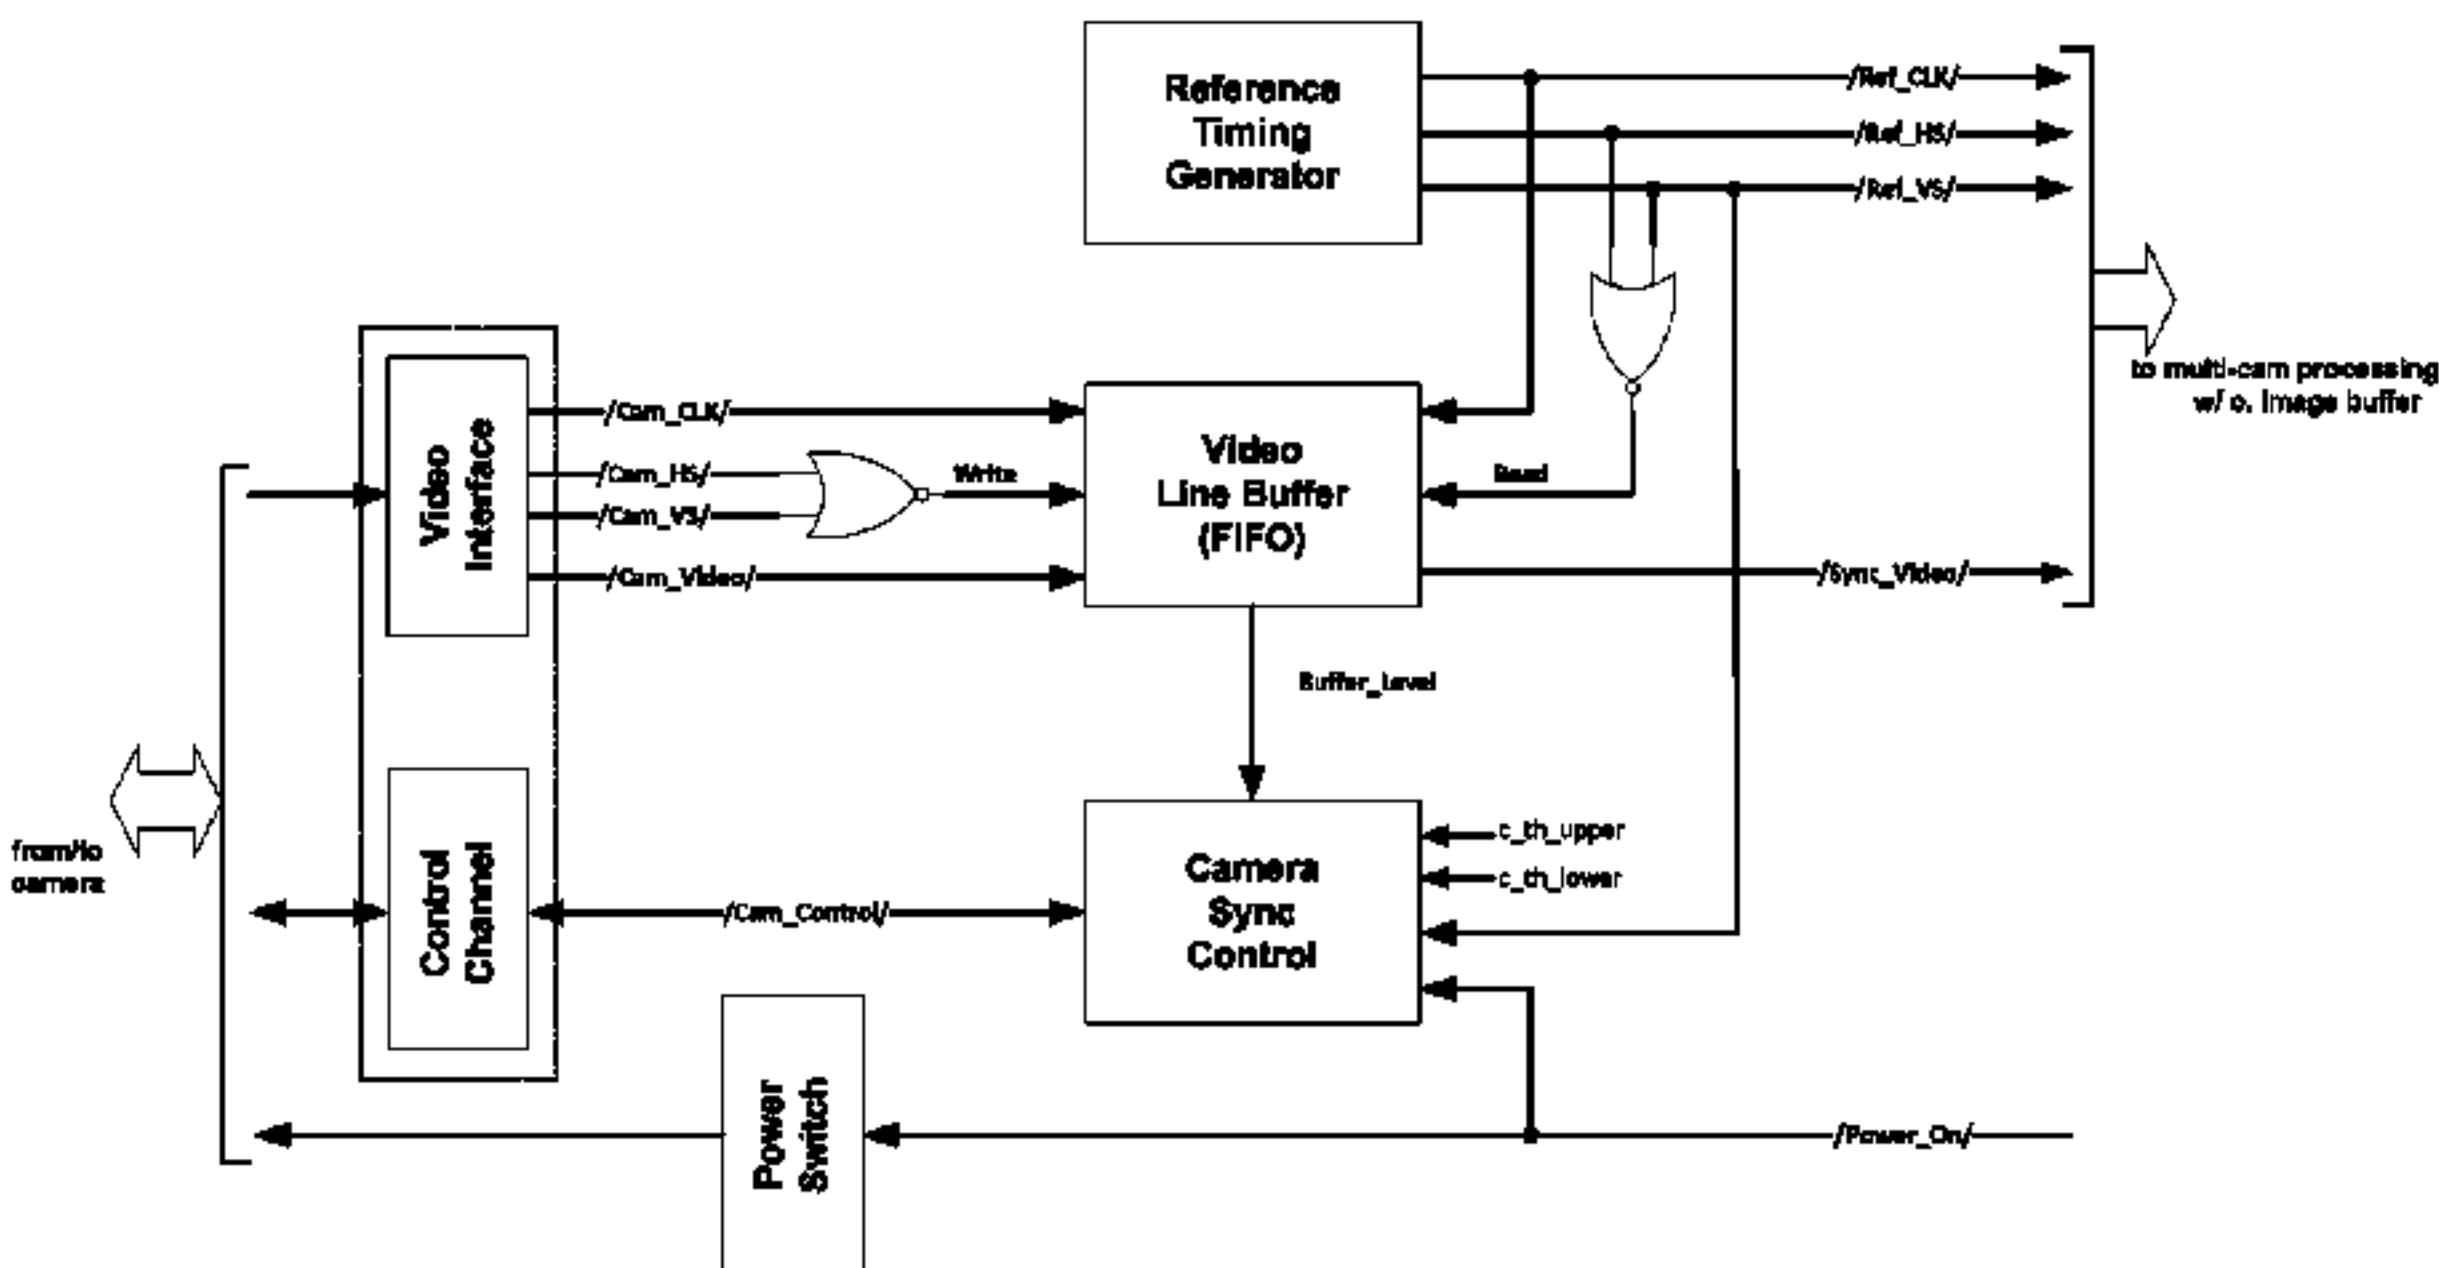 Reference
Timing
Generator
/Ref_CLK/
/Ref_HS/
/Ref_VS/
to multi-cam processing
w/o. image buffer
Video
Interface
/Cam_CLK/
/Cam_HS/
/Cam_VS/
/Cam_Video/
Write
Video
Line Buffer
(FIFO)
Read
/Sync_Video/
Buffer_Level
from/to
camera
Control
Channel
/Cam_Control/
Camera
Sync
Control
c_th_upper
c_th_lower
Power
Switch
/Power_On/